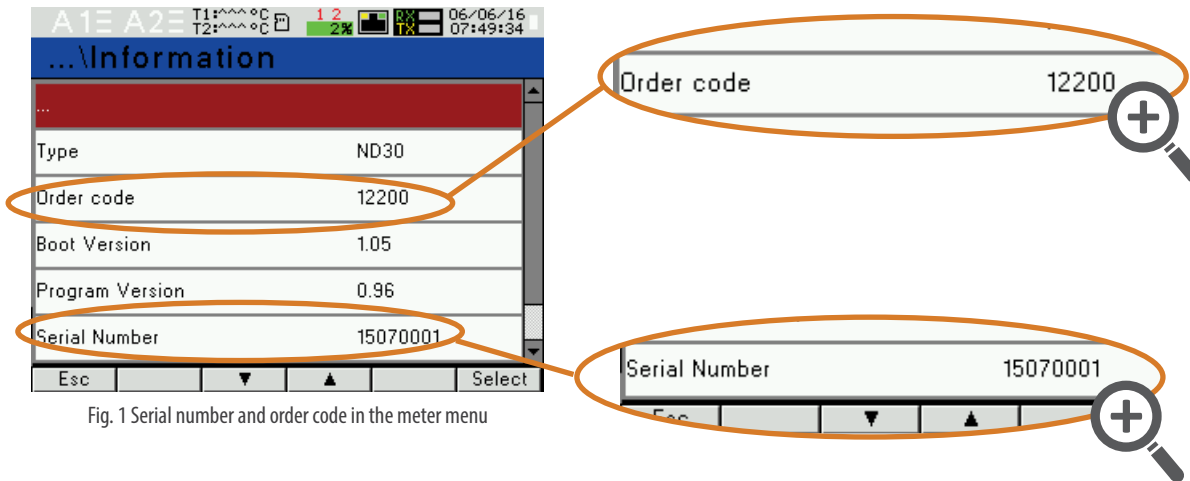 A1 A2 T1:^^^°C 1 2 RX 06/06/16
T2:^^^°C 2% TX 07:49:34
...\Information
...
Type ND30
Order code 12200
Boot Version 1.05
Program Version 0.96
Serial Number 15070001
Esc ▼ ▲ Select
Fig. 1 Serial number and order code in the meter menu
Order code 12200
Serial Number 15070001
Esc ▼ ▲